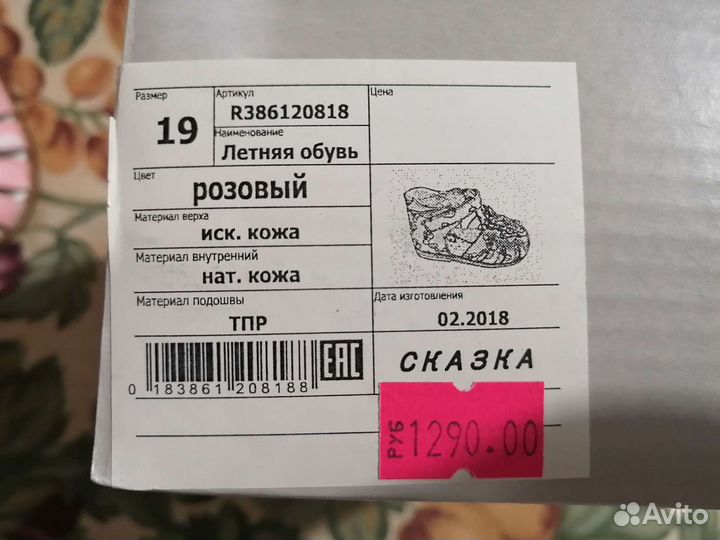 Размер
19
Артикул
R386120818
Наименование
Летняя обувь
Цена
Цвет
розовый
Материал верха
иск. кожа
Материал внутренний
нат. кожа
Материал подошвы
ТПР
Дата изготовления
02.2018
0 183861 208188
EAC
СКАЗКА
РУБ 1290.00
Avito